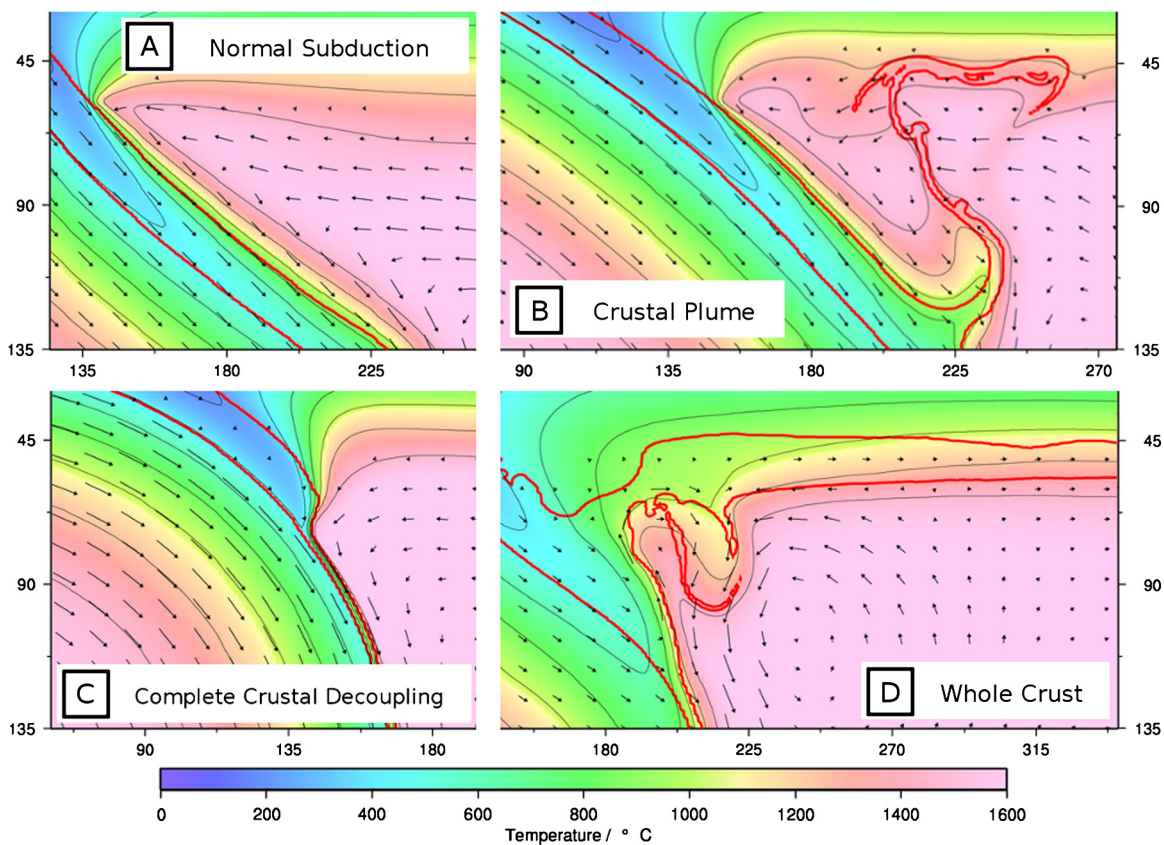 A Normal Subduction
45
90
135
135 180 225
B Crustal Plume
45
90
135
90 135 180 225 270
C Complete Crustal Decoupling
45
90
135
90 135 180
D Whole Crust
45
90
135
180 225 270 315
0 200 400 600 800 1000 1200 1400 1600
Temperature / ° C